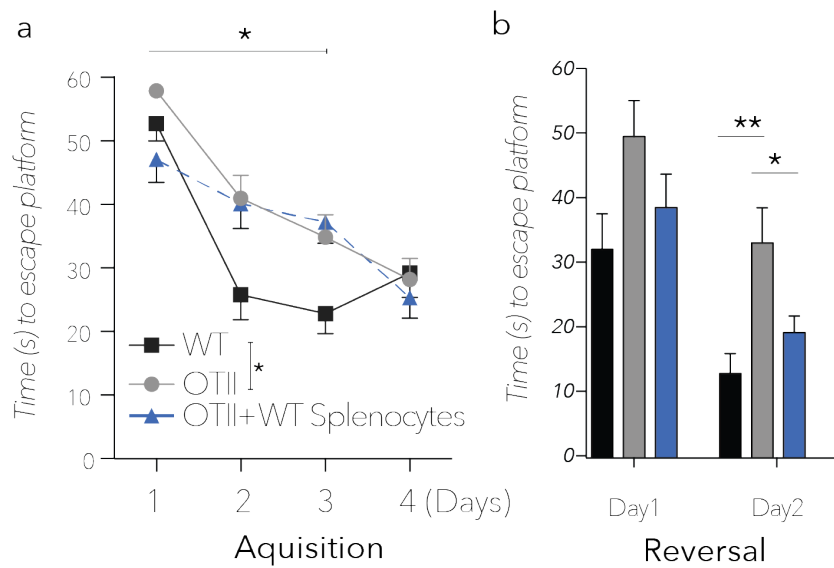 a
*
Time (s) to escape platform
60
50
40
30
20
10
0
WT
OTII
*
OTII+WT Splenocytes
1 2 3 4 (Days)
Aquisition
b
Time (s) to escape platform
60
50
40
30
20
10
0
**
*
Day1 Day2
Reversal